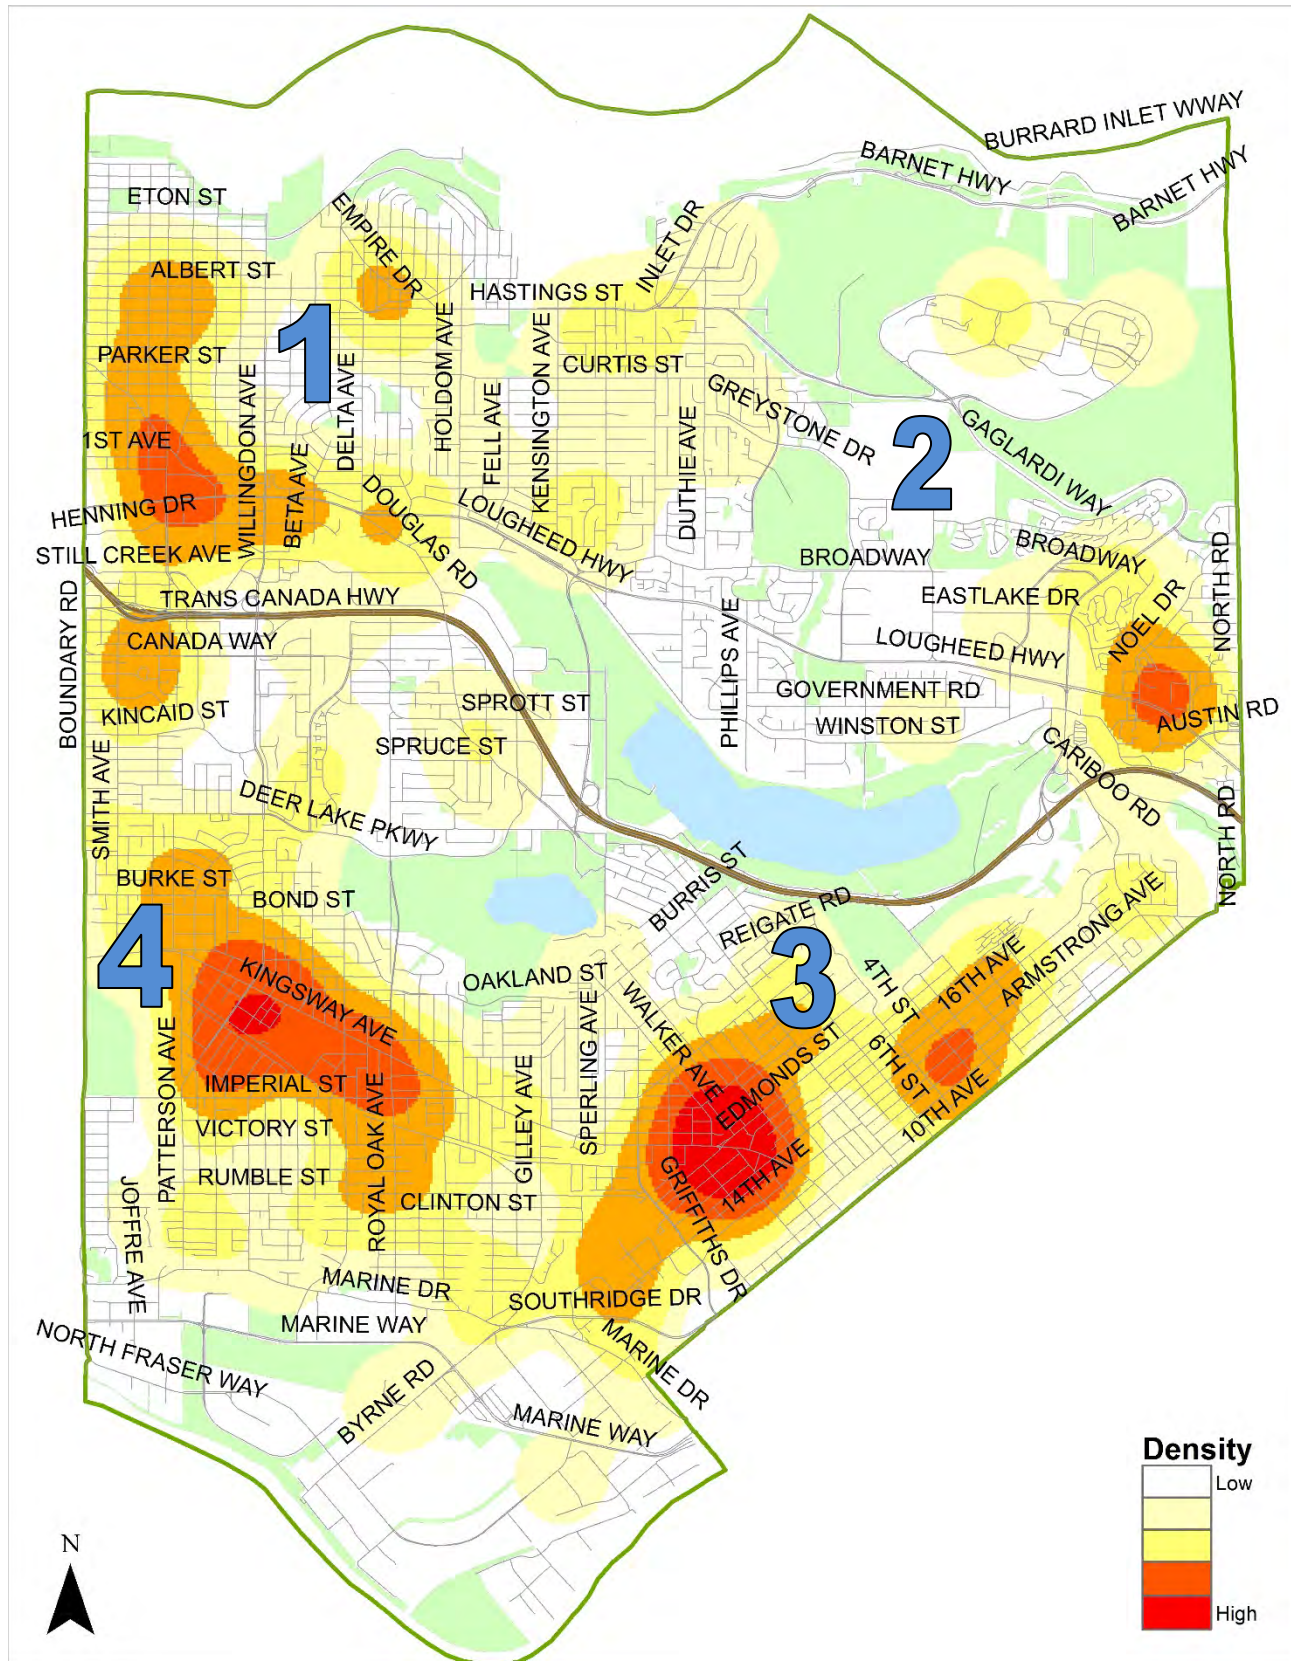 BURRARD INLET WWAY
BARNET HWY
BARNET HWY
ETON ST
EMPIRE DR
INLET DR
ALBERT ST
HASTINGS ST
1
PARKER ST
CURTIS ST
WILLINGDON AVE
DELTA AVE
HOLDOM AVE
FELL AVE
KENSINGTON AVE
GREYSTONE DR
DUTHIE AVE
2
GAGLARDI WAY
1ST AVE
BETA AVE
HENNING DR
DOUGLAS RD
LOUGHEED HWY
STILL CREEK AVE
BROADWAY
BROADWAY
NORTH RD
TRANS CANADA HWY
EASTLAKE DR
NOEL DR
BOUNDARY RD
CANADA WAY
PHILLIPS AVE
LOUGHEED HWY
KINCAID ST
SPROTT ST
GOVERNMENT RD
WINSTON ST
AUSTIN RD
SPRUCE ST
CARIBOO RD
SMITH AVE
DEER LAKE PKWY
NORTH RD
BURKE ST
BOND ST
BURRIS ST
REIGATE RD
ARMSTRONG AVE
4
KINGSWAY AVE
OAKLAND ST
3
4TH ST
16TH AVE
WALKER AVE
SPERLING AVE
EDMONDS ST
6TH ST
PATTERSON AVE
IMPERIAL ST
ROYAL OAK AVE
GILLEY AVE
10TH AVE
VICTORY ST
RUMBLE ST
CLINTON ST
14TH AVE
GRIFFITHS DR
JOFFRE AVE
MARINE DR
SOUTHRIDGE DR
MARINE WAY
MARINE DR
NORTH FRASER WAY
BYRNE RD
MARINE WAY
Density
Low
High
N